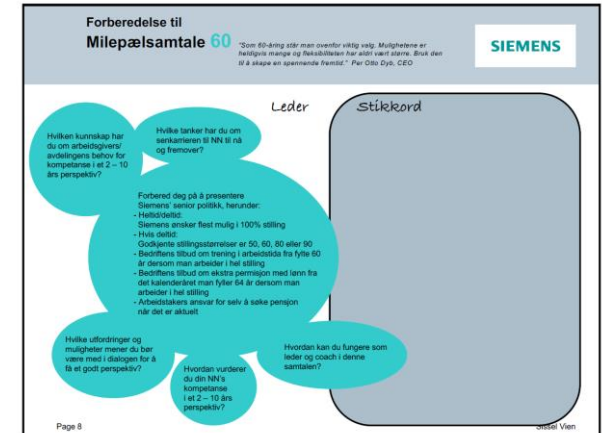 Forberedelse til
Milepælsamtale 60
"Som 60-åring står man ovenfor viktig valg. Mulighetene er
heldigvis mange og fleksibiliteten har aldri vært større. Bruk den
til å skape en spennende fremtid." Per Otto Dyb, CEO
SIEMENS
Leder
Stikkord
Hvilken kunnskap har
du om arbeidsgivers/
avdelingens behov for
kompetanse i et 2 – 10
års perspektiv?
Hvilke tanker har du om
senkarrieren til NN til nå
og fremover?
Forbered deg på å presentere
Siemens' senior politikk, herunder:
- Heltid/deltid:
Siemens ønsker flest mulig i 100% stilling
- Hvis deltid:
Godkjente stillingsstørrelser er 50, 60, 80 eller 90
- Bedriftens tilbud om trening i arbeidstida fra fylte 60
år dersom man arbeider i hel stilling
- Bedriftens tilbud om ekstra permisjon med lønn fra
det kalenderåret man fyller 64 år dersom man
arbeider i hel stilling
- Arbeidstakers ansvar for selv å søke pensjon
når det er aktuelt
Hvilke utfordringer og
muligheter mener du bør
være med i dialogen for å
få et godt perspektiv?
Hvordan vurderer
du din NN's
kompetanse
i et 2 – 10 års
perspektiv?
Hvordan kan du fungere som
leder og coach i denne
samtalen?
Page 8
Sissel Vien